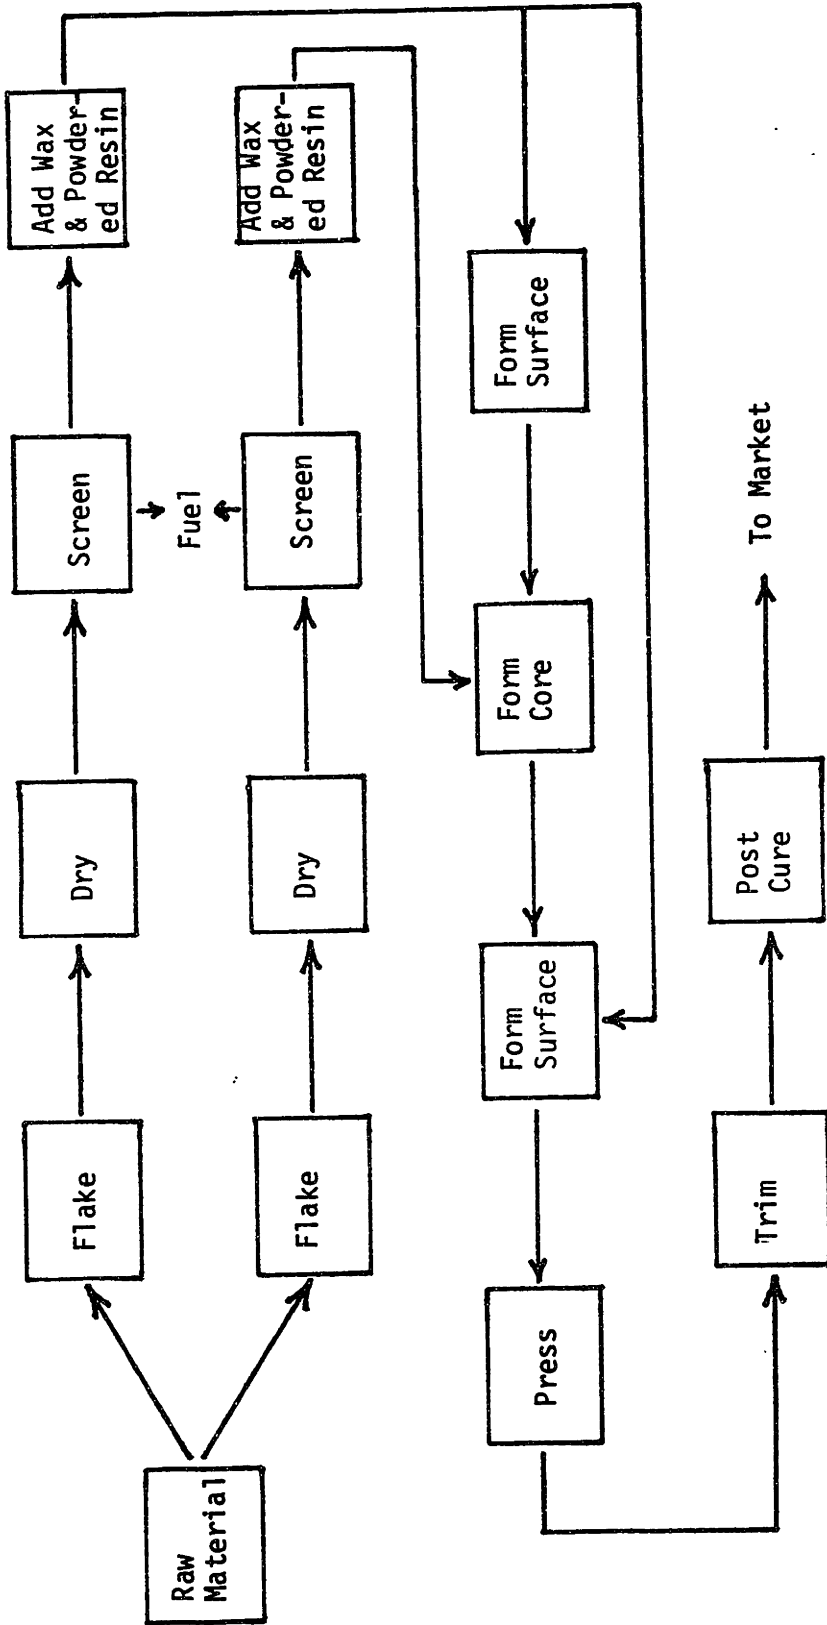 Raw
Material
Flake
Dry
Screen
Add Wax
& Powder-
ed Resin
Fuel
Flake
Dry
Screen
Add Wax
& Powder-
ed Resin
Press
Form
Surface
Form
Core
Form
Surface
Trim
Post
Cure
To Market